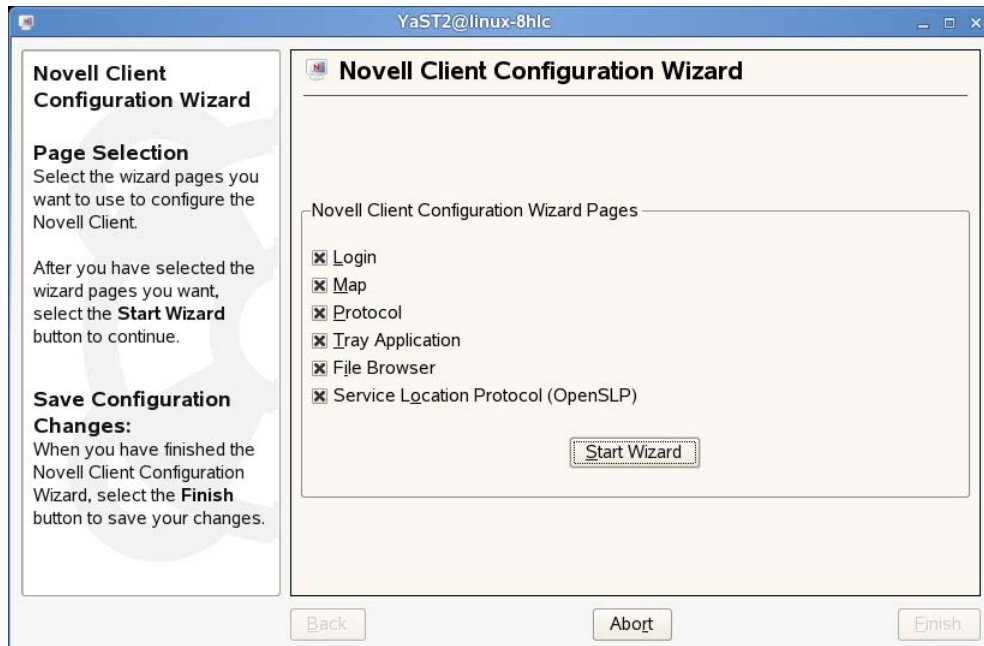 YaST2@linux-8hlc
Novell Client
Configuration Wizard
Page Selection
Select the wizard pages you
want to use to configure the
Novell Client.
After you have selected the
wizard pages you want,
select the Start Wizard
button to continue.
Save Configuration
Changes:
When you have finished the
Novell Client Configuration
Wizard, select the Finish
button to save your changes.
Novell Client Configuration Wizard
Novell Client Configuration Wizard Pages
Login
Map
Protocol
Tray Application
File Browser
Service Location Protocol (OpenSLP)
Start Wizard
Back
Abort
Finish